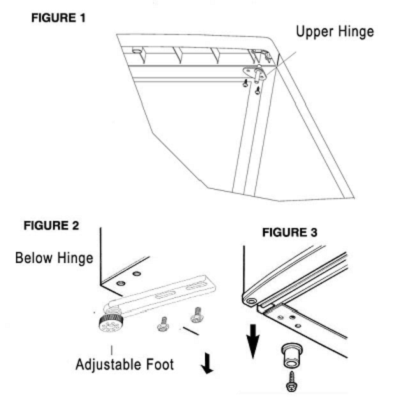 FIGURE 1
Upper Hinge
FIGURE 2
Below Hinge
Adjustable Foot
FIGURE 3